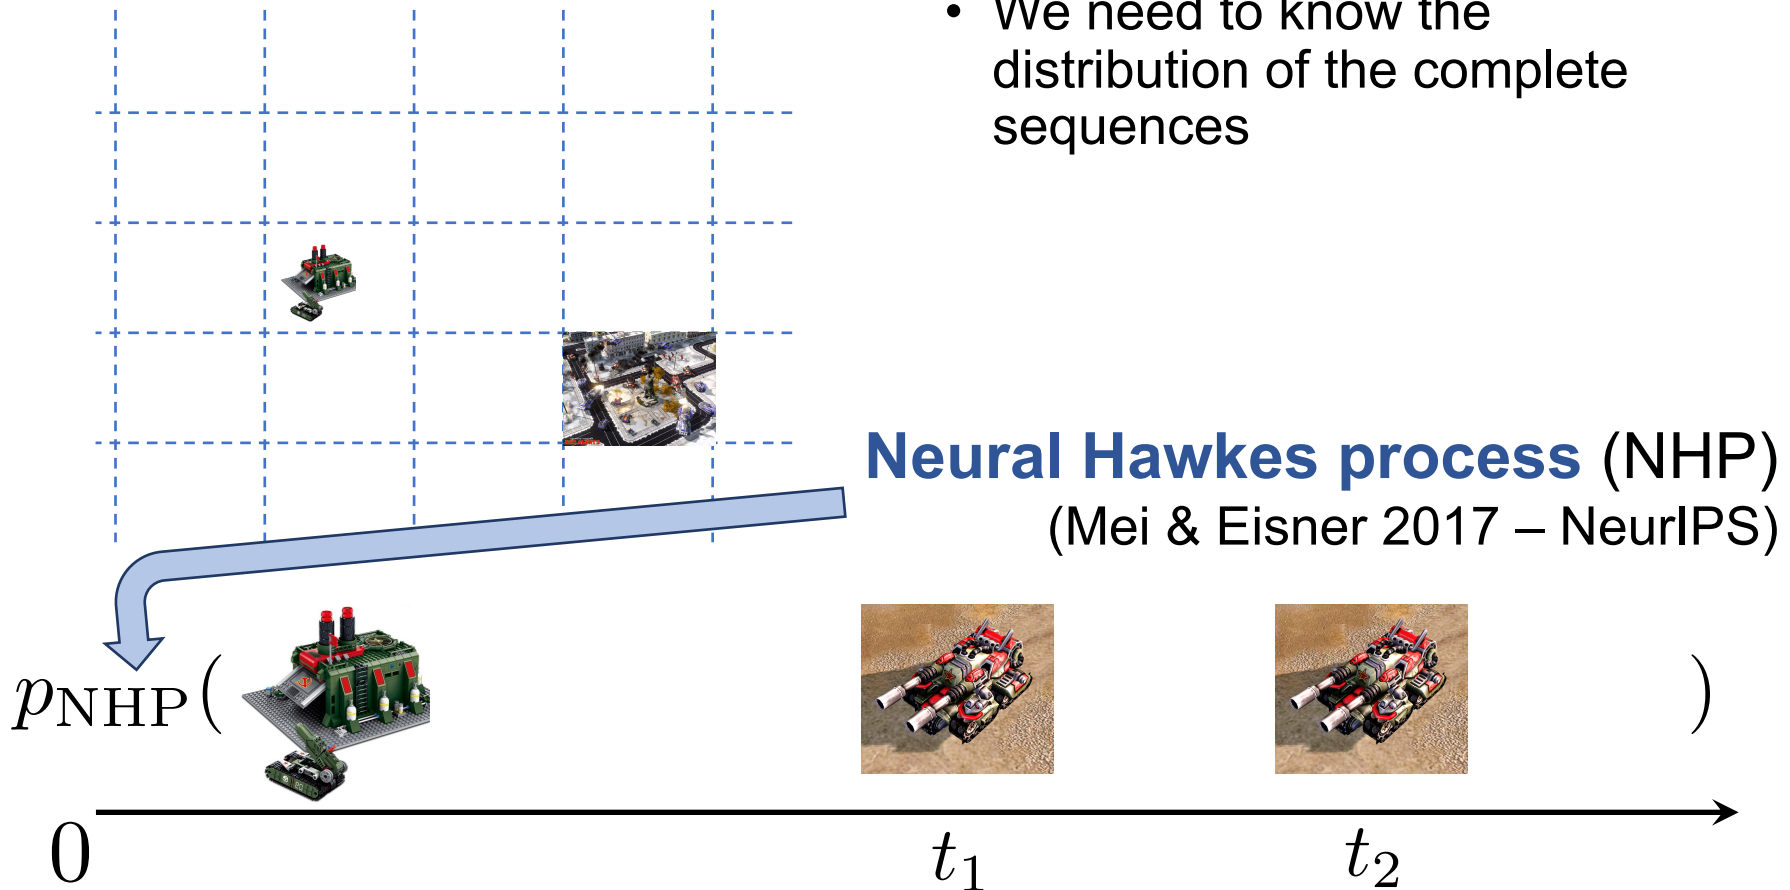 • We need to know the
distribution of the complete
sequences
Neural Hawkes process (NHP)
(Mei & Eisner 2017 – NeurIPS)
pNHP( )
0 t1 t2